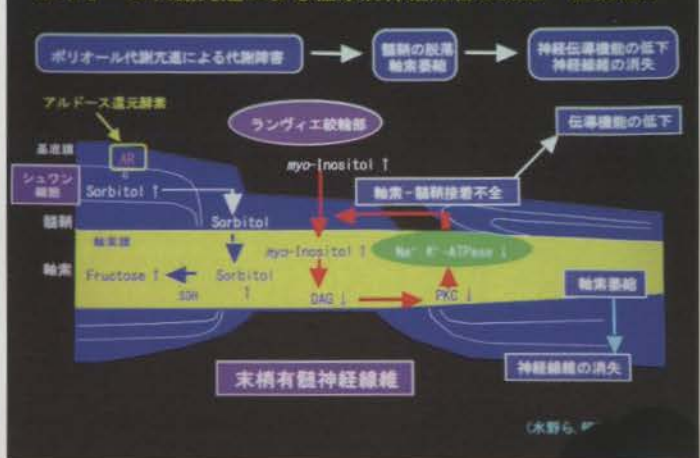 ポリオール代謝亢進による代謝障害
髄鞘の脱落
軸索萎縮
神経伝導機能の低下
神経線維の消失
アルドース還元酵素
ランヴィエ絞輪部
伝導機能の低下
基底膜
AR
myo-Inositol ↑
シュワン
細胞
Sorbitol ↑
軸索-髄鞘接着不全
髄鞘
Sorbitol
軸索膜
myo-Inositol ↑
Na⁺ K⁺-ATPase ↓
軸索
Fructose ↑
Sorbitol
↑
SDH
DAG ↓
PKC ↓
軸索萎縮
神経線維の消失
末梢有髄神経線維
(水野ら,